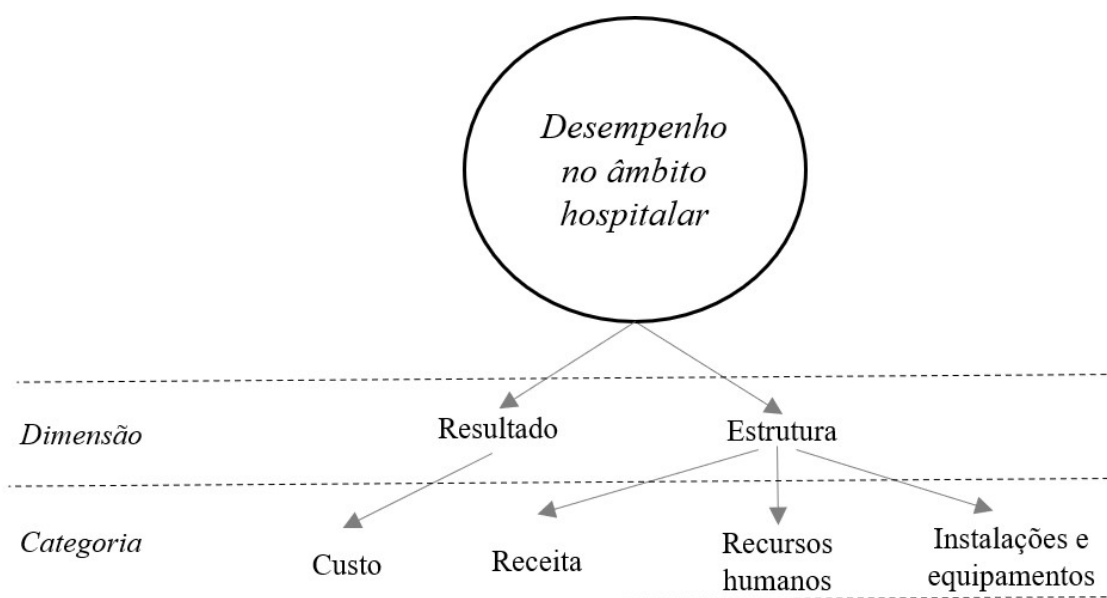 Desempenho
no âmbito
hospitalar
Dimensão
Resultado
Estrutura
Categoria
Custo
Receita
Recursos
humanos
Instalações e
equipamentos